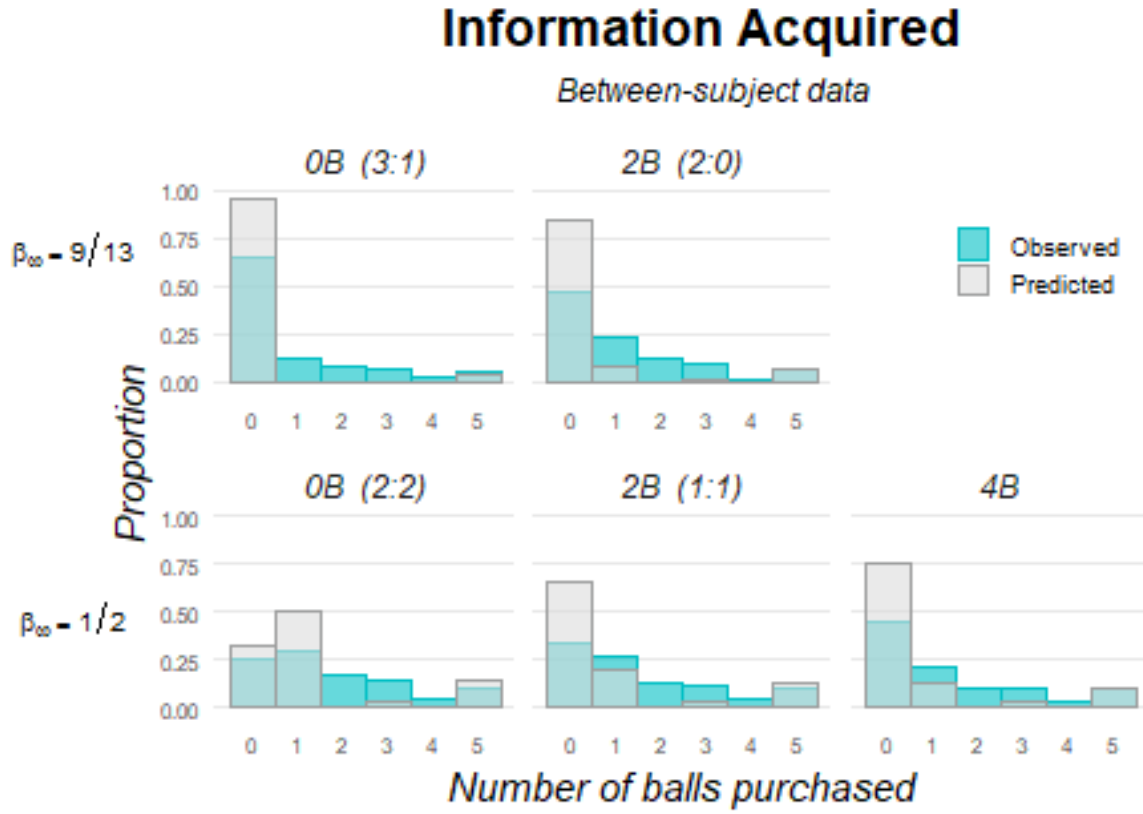 Information Acquired
Between-subject data
0B (3:1)
2B (2:0)
1.00
0.75
0.50
0.25
0.00
β∞ = 9/13
Observed
Predicted
0 1 2 3 4 5
0 1 2 3 4 5
Proportion
0B (2:2)
2B (1:1)
4B
1.00
0.75
0.50
0.25
0.00
β∞ = 1/2
0 1 2 3 4 5
0 1 2 3 4 5
0 1 2 3 4 5
Number of balls purchased